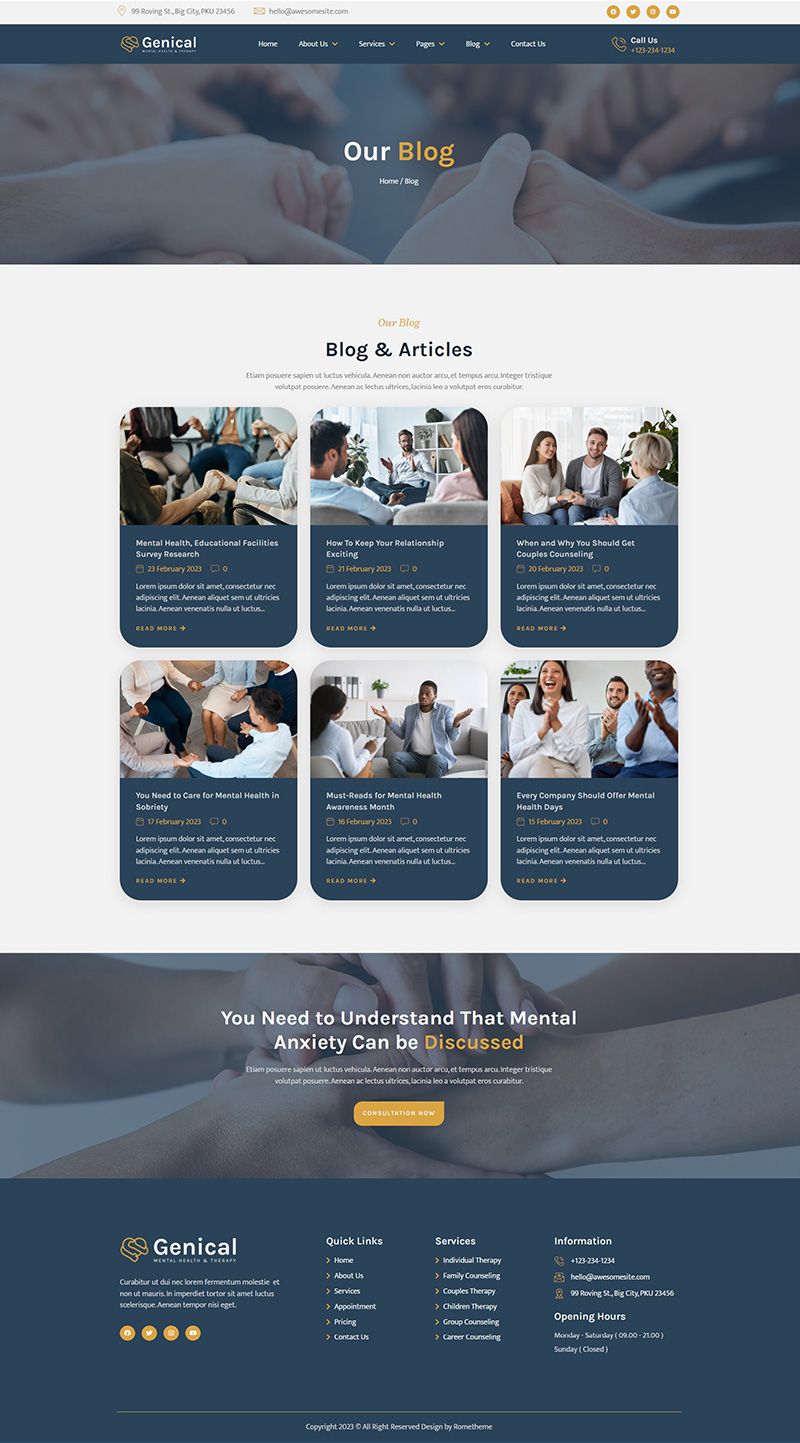 99 Roving St., Big City, PKU 23456
hello@awesomesite.com
Genical
MENTAL HEALTH & THERAPY
Home
About Us
Services
Pages
Blog
Contact Us
Call Us
+123-234-1234
Our Blog
Home / Blog
Our Blog
Blog & Articles
Etiam posuere sapien ut luctus vehicula. Aenean non auctor arcu, et tempus arcu. Integer tristique
volutpat posuere. Aenean ac lectus ultrices, lacinia leo a volutpat eros curabitur.
Mental Health, Educational Facilities
Survey Research
23 February 2023
0
Lorem ipsum dolor sit amet, consectetur nec
adipiscing elit. Aenean aliquet sem ut ultricies
lacinia. Aenean venenatis nulla ut luctus...
READ MORE
How To Keep Your Relationship
Exciting
21 February 2023
0
Lorem ipsum dolor sit amet, consectetur nec
adipiscing elit. Aenean aliquet sem ut ultricies
lacinia. Aenean venenatis nulla ut luctus...
READ MORE
When and Why You Should Get
Couples Counseling
20 February 2023
0
Lorem ipsum dolor sit amet, consectetur nec
adipiscing elit. Aenean aliquet sem ut ultricies
lacinia. Aenean venenatis nulla ut luctus...
READ MORE
You Need to Care for Mental Health in
Sobriety
17 February 2023
0
Lorem ipsum dolor sit amet, consectetur nec
adipiscing elit. Aenean aliquet sem ut ultricies
lacinia. Aenean venenatis nulla ut luctus...
READ MORE
Must-Reads for Mental Health
Awareness Month
16 February 2023
0
Lorem ipsum dolor sit amet, consectetur nec
adipiscing elit. Aenean aliquet sem ut ultricies
lacinia. Aenean venenatis nulla ut luctus...
READ MORE
Every Company Should Offer Mental
Health Days
15 February 2023
0
Lorem ipsum dolor sit amet, consectetur nec
adipiscing elit. Aenean aliquet sem ut ultricies
lacinia. Aenean venenatis nulla ut luctus...
READ MORE
You Need to Understand That Mental
Anxiety Can be Discussed
Etiam posuere sapien ut luctus vehicula. Aenean non auctor arcu, et tempus arcu. Integer tristique
volutpat posuere. Aenean ac lectus ultrices, lacinia leo a volutpat eros curabitur.
CONSULTATION NOW
Genical
MENTAL HEALTH & THERAPY
Curabitur ut dui nec lorem fermentum molestie et
non ut mauris. In imperdiet tortor sit amet luctus
scelerisque. Aenean tempor nisi eget.
Quick Links
Home
About Us
Services
Appointment
Pricing
Contact Us
Services
Individual Therapy
Family Counseling
Couples Therapy
Children Therapy
Group Counseling
Career Counseling
Information
+123-234-1234
hello@awesomesite.com
99 Roving St., Big City, PKU 23456
Opening Hours
Monday - Saturday ( 09.00 - 21.00 )
Sunday ( Closed )
Copyright 2023 © All Right Reserved Design by Rometheme